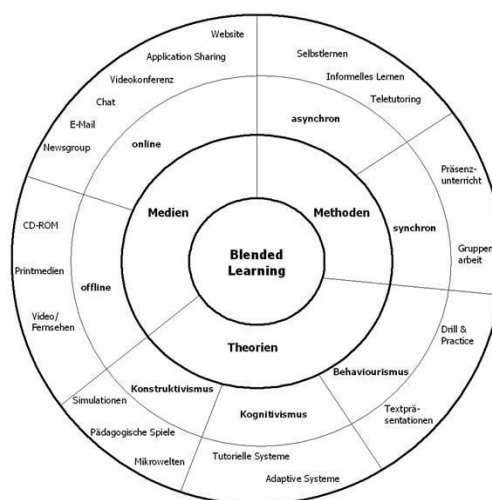 Website
Application Sharing
Videokonferenz
Chat
E-Mail
Newsgroup
online
Selbstlernen
Informelles Lernen
Teletutoring
asynchron
Präsenz-
unterricht
Gruppen
arbeit
synchron
Medien
Methoden
Blended
Learning
Theorien
CD-ROM
Printmedien
Video/
Fernsehen
offline
Drill &
Practice
Textprä-
sentationen
Behaviourismus
Konstruktivismus
Kognitivismus
Simulationen
Pädagogische Spiele
Mikrowelten
Tutorielle Systeme
Adaptive Systeme